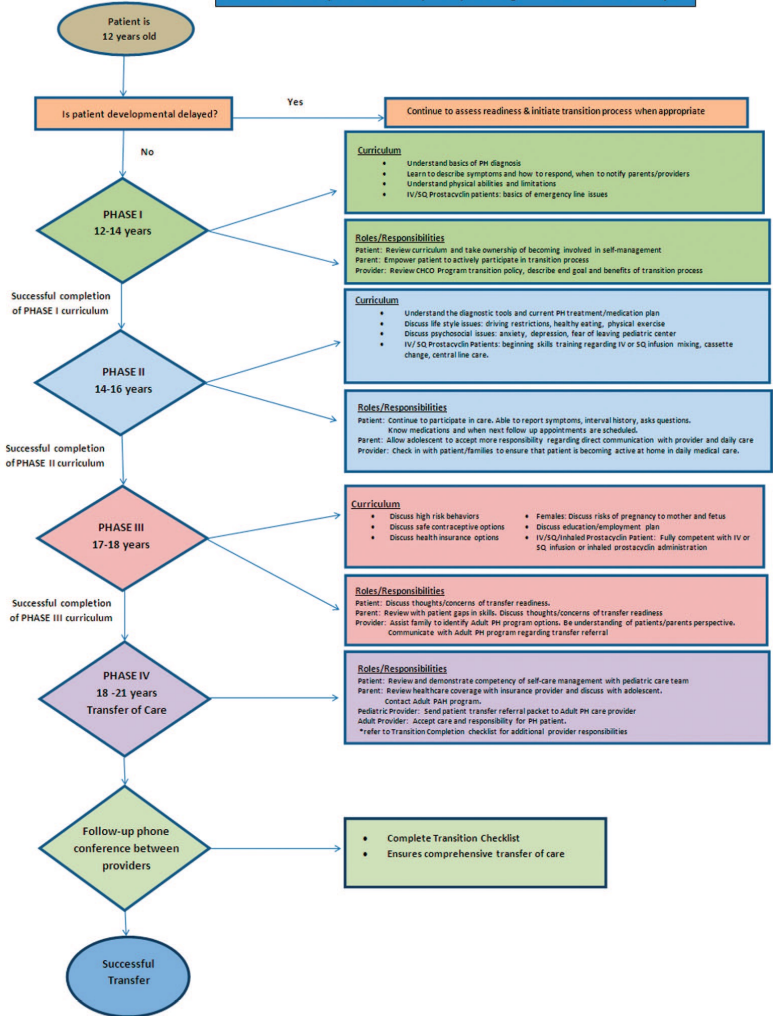 Patient is
12 years old
Is patient developmental delayed?
Yes
Continue to assess readiness & initiate transition process when appropriate
No
PHASE I
12-14 years
Curriculum
• Understand basics of PH diagnosis
• Learn to describe symptoms and how to respond, when to notify parents/providers
• Understand physical abilities and limitations
• IV/SQ Prostacyclin patients: basics of emergency line issues
Roles/Responsibilities
Patient: Review curriculum and take ownership of becoming involved in self-management
Parent: Empower patient to actively participate in transition process
Provider: Review CHCO Program transition policy, describe end goal and benefits of transition process
Successful completion
of PHASE I curriculum
PHASE II
14-16 years
Curriculum
• Understand the diagnostic tools and current PH treatment/medication plan
• Discuss life style issues: driving restrictions, healthy eating, physical exercise
• Discuss psychosocial issues: anxiety, depression, fear of leaving pediatric center
• IV/ SQ Prostacyclin Patients: beginning skills training regarding IV or SQ infusion mixing, cassette
change, central line care.
Roles/Responsibilities
Patient: Continue to participate in care. Able to report symptoms, interval history, asks questions.
Know medications and when next follow up appointments are scheduled.
Parent: Allow adolescent to accept more responsibility regarding direct communication with provider and daily care
Provider: Check in with patient/families to ensure that patient is becoming active at home in daily medical care.
Successful completion
of PHASE II curriculum
PHASE III
17-18 years
Curriculum
• Discuss high risk behaviors
• Discuss safe contraceptive options
• Discuss health insurance options
• Females: Discuss risks of pregnancy to mother and fetus
• Discuss education/employment plan
• IV/SQ/Inhaled Prostacyclin Patient: Fully competent with IV or
SQ infusion or inhaled prostacyclin administration
Roles/Responsibilities
Patient: Discuss thoughts/concerns of transfer readiness.
Parent: Review with patient gaps in skills. Discuss thoughts/concerns of transfer readiness
Provider: Assist family to identify Adult PH program options. Be understanding of patients/parents perspective.
Communicate with Adult PH program regarding transfer referral
Successful completion
of PHASE III curriculum
PHASE IV
18 -21 years
Transfer of Care
Roles/Responsibilities
Patient: Review and demonstrate competency of self-care management with pediatric care team
Parent: Review healthcare coverage with insurance provider and discuss with adolescent.
Contact Adult PAH program.
Pediatric Provider: Send patient transfer referral packet to Adult PH care provider
Adult Provider: Accept care and responsibility for PH patient.
*refer to Transition Completion checklist for additional provider responsibilities
Follow-up phone
conference between
providers
• Complete Transition Checklist
• Ensures comprehensive transfer of care
Successful
Transfer